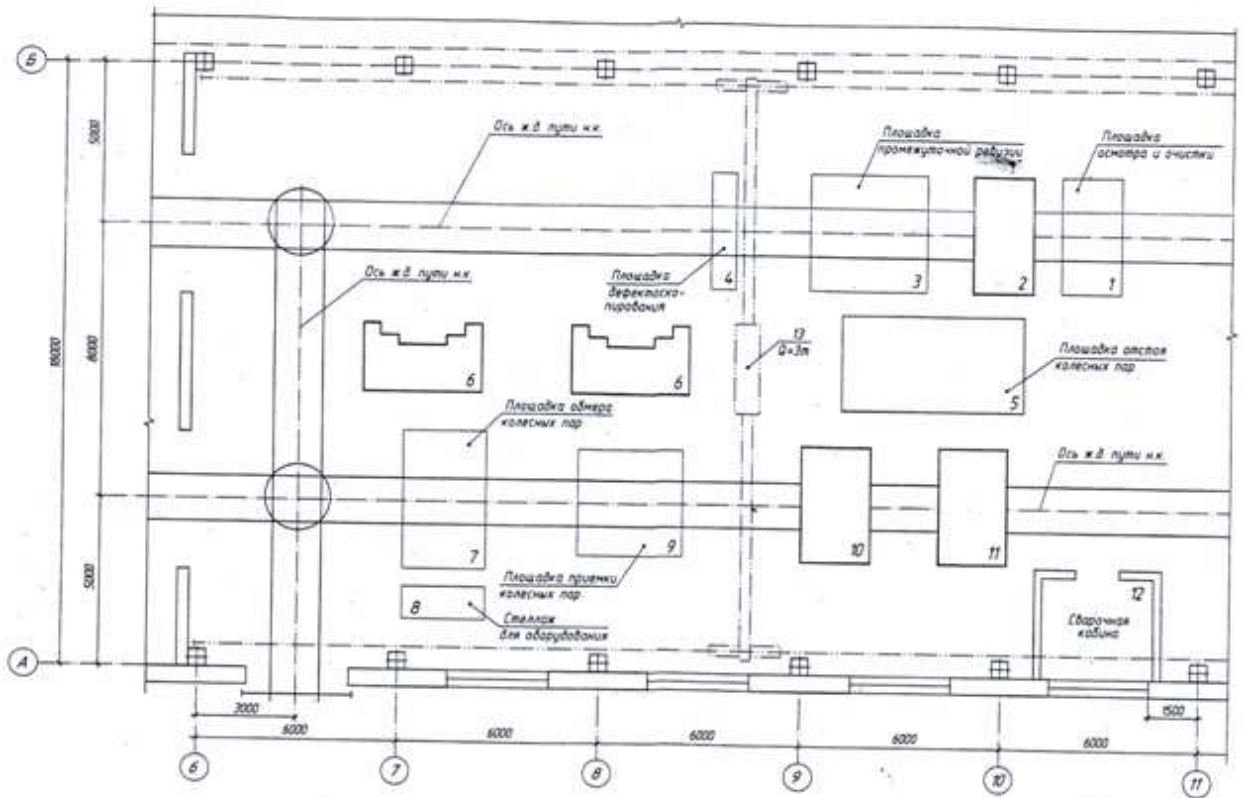 Б
5000
18000
8000
5000
А
Ось ж.д. пути н.к.
Площадка
промежуточной ревизии
Площадка
осмотра и очистки
Ось ж.д. пути н.к.
Площадка
дефектоско-
пирования
4
3
2
1
13
Q=3т
Площадка отстоя
колесных пар
6
6
5
Площадка обмера
колесных пар
Ось ж.д. пути н.к.
7
9
10
11
Площадка приемки
колесных пар
8
Стеллаж
для оборудования
12
Сварочная
кабина
3000
1500
6000
6000
6000
6000
6000
6
7
8
9
10
11